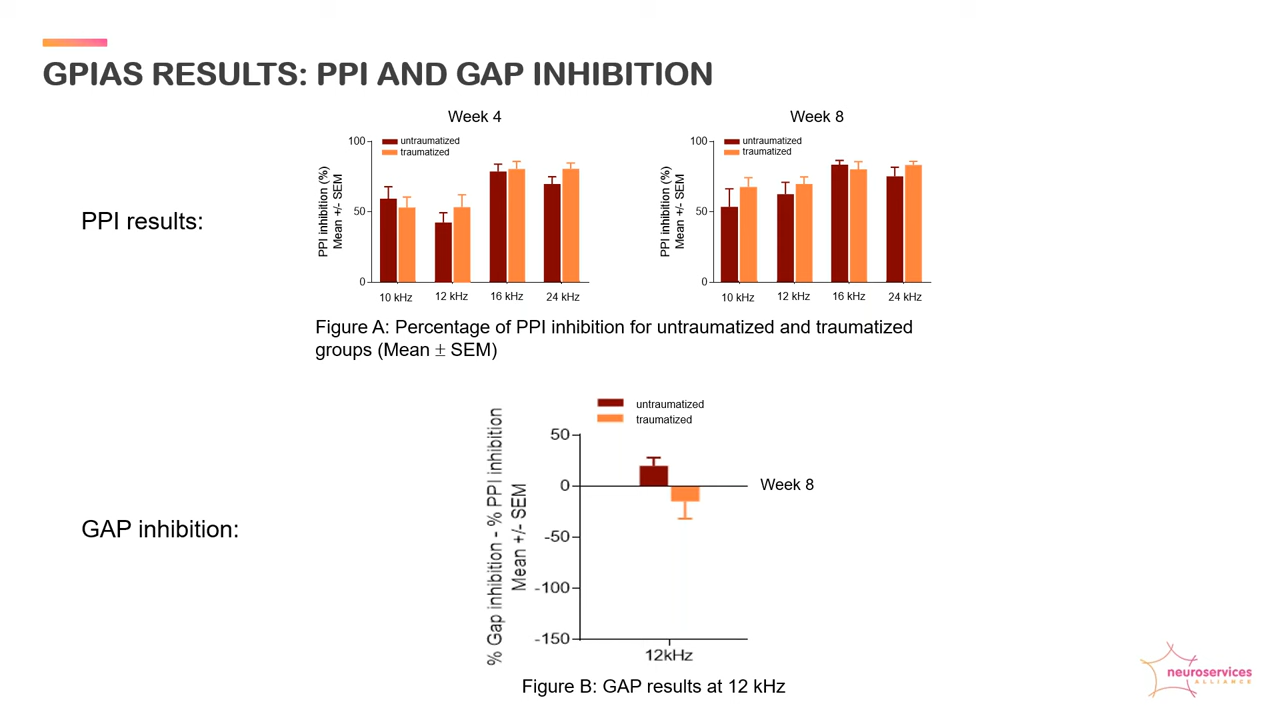 GPIAS RESULTS: PPI AND GAP INHIBITION
Week 4
Week 8
PPI results:
PPI inhibition (%)
Mean +/- SEM
100
50
0
untraumatized
traumatized
10 kHz
12 kHz
16 kHz
24 kHz
PPI inhibition (%)
Mean +/- SEM
100
50
0
untraumatized
traumatized
10 kHz
12 kHz
16 kHz
24 kHz
Figure A: Percentage of PPI inhibition for untraumatized and traumatized
groups (Mean ± SEM)
GAP inhibition:
% Gap inhibition - % PPI inhibition
Mean +/- SEM
untraumatized
traumatized
50
0
-50
-100
-150
Week 8
12kHz
Figure B: GAP results at 12 kHz
neuroservices
ALLIANCE